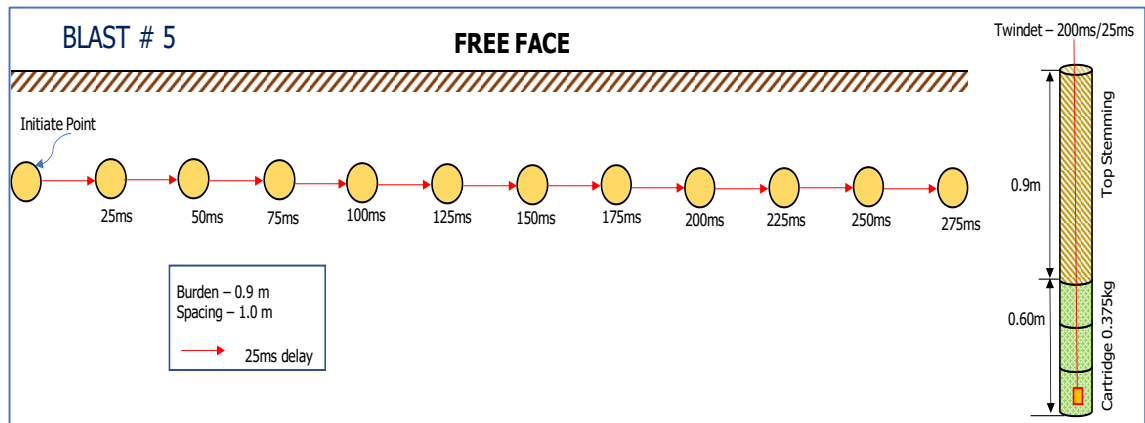 BLAST # 5
FREE FACE
Twindet – 200ms/25ms
Initiate Point
25ms
50ms
75ms
100ms
125ms
150ms
175ms
200ms
225ms
250ms
275ms
Burden – 0.9 m
Spacing – 1.0 m
25ms delay
0.9m
Top Stemming
0.60m
Cartridge 0.375kg